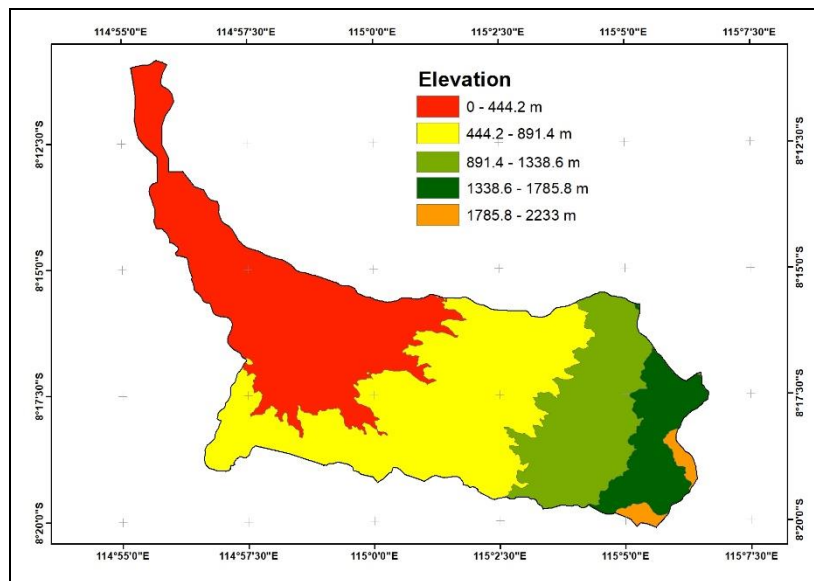 114°55'0"E 114°57'30"E 115°0'0"E 115°2'30"E 115°5'0"E 115°7'30"E
Elevation
0 - 444.2 m
444.2 - 891.4 m
891.4 - 1338.6 m
1338.6 - 1785.8 m
1785.8 - 2233 m
8°12'30"S 8°12'30"S
8°15'0"S 8°15'0"S
8°17'30"S 8°17'30"S
8°20'0"S 8°20'0"S
114°55'0"E 114°57'30"E 115°0'0"E 115°2'30"E 115°5'0"E 115°7'30"E